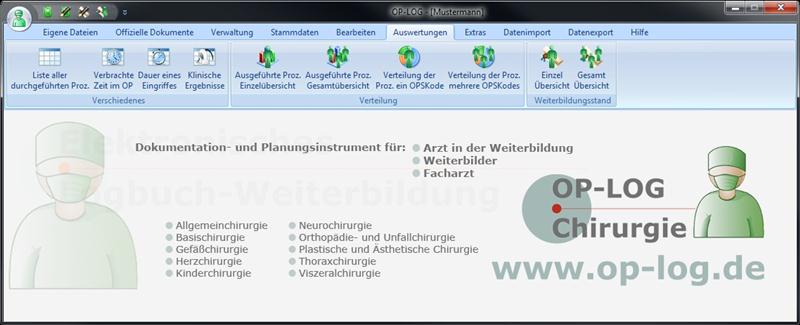 OP-LOG - [Mustermann]
Eigene Dateien Offizielle Dokumente Verwaltung Stammdaten Bearbeiten Auswertungen Extras Datenimport Datenexport Hilfe
Liste aller durchgeführten Proz.
Verbrachte Zeit im OP
Dauer eines Eingriffes
Klinische Ergebnisse
Ausgeführte Proz. Einzelübersicht
Ausgeführte Proz. Gesamtübersicht
Verteilung der Proz. ein OPSKode
Verteilung der Proz. mehrere OPSKodes
Einzel Übersicht
Gesamt Übersicht
Verschiedenes
Verteilung
Weiterbildungsstand
Elektronisches
Logbuch-Weiterbildung
Dokumentation- und Planungsinstrument für:
Arzt in der Weiterbildung
Weiterbilder
Facharzt
Allgemeinchirurgie
Basischirurgie
Gefäßchirurgie
Herzchirurgie
Kinderchirurgie
Neurochirurgie
Orthopädie- und Unfallchirurgie
Plastische und Ästhetische Chirurgie
Thoraxchirurgie
Viszeralchirurgie
OP-LOG
Chirurgie
www.op-log.de